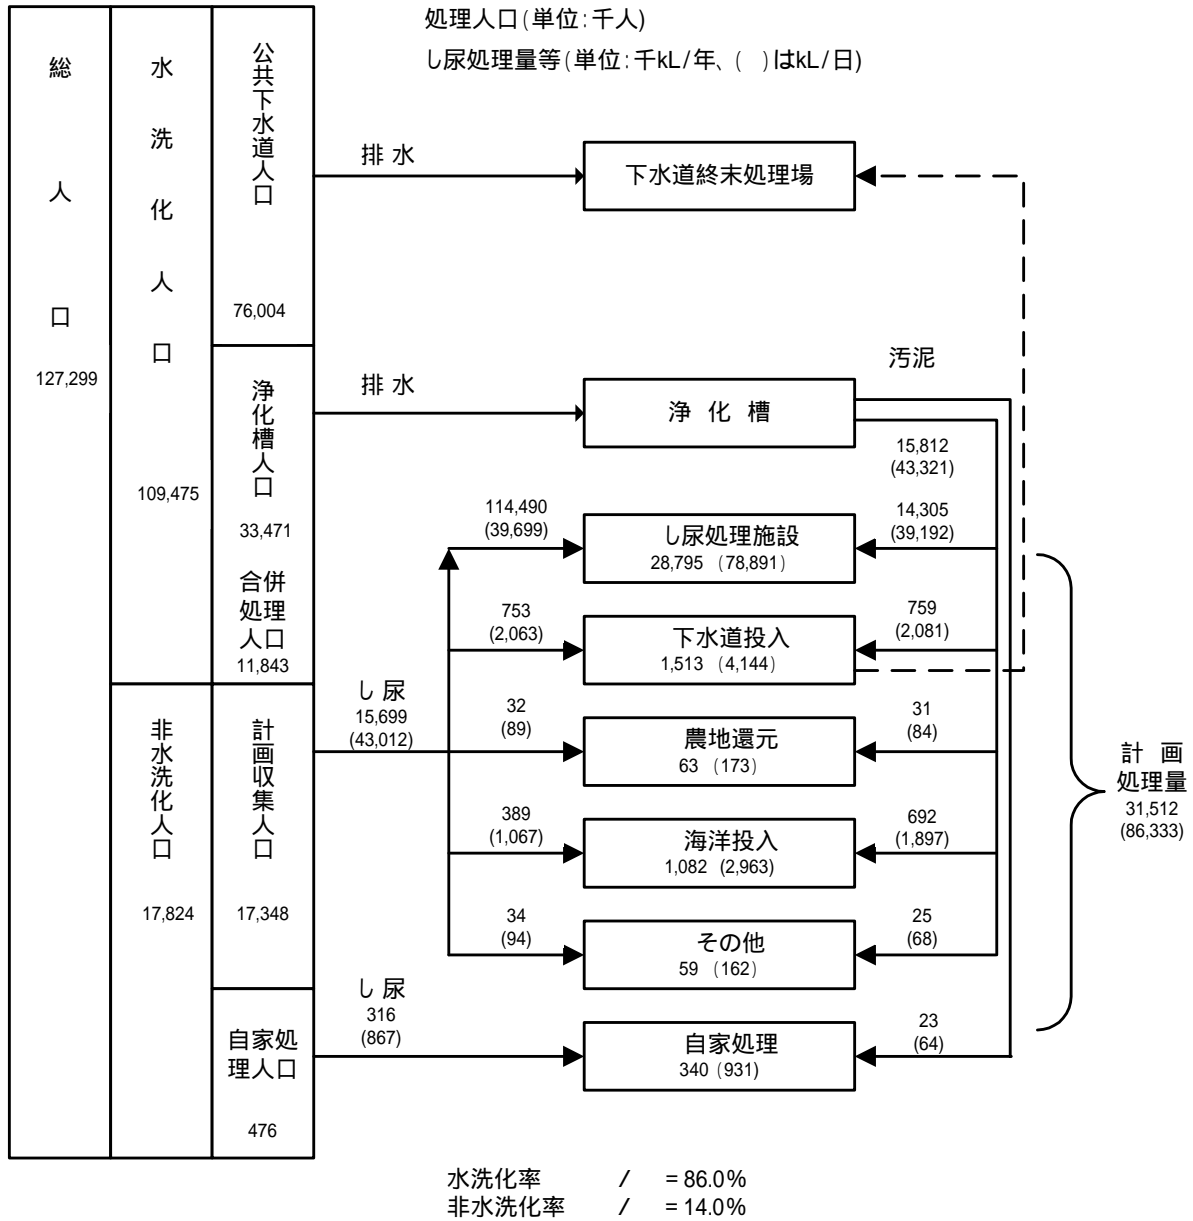 処理人口(単位:千人)
し尿処理量等(単位:千kL/年、( )はkL/日)
総人口
127,299
水洗化人口
109,475
公共下水道人口
76,004
浄化槽人口
33,471
合併
処理
人口
11,843
非水洗化人口
17,824
計画収集人口
17,348
自家処
理人口
476
排水
下水道終末処理場
排水
浄化槽
汚泥
15,812
(43,321)
114,490
(39,699)
し尿処理施設
28,795 (78,891)
14,305
(39,192)
753
(2,063)
下水道投入
1,513 (4,144)
759
(2,081)
し尿
15,699
(43,012)
32
(89)
農地還元
63 (173)
31
(84)
389
(1,067)
海洋投入
1,082 (2,963)
692
(1,897)
34
(94)
その他
59 (162)
25
(68)
し尿
316
(867)
自家処理
340 (931)
23
(64)
計画
処理量
31,512
(86,333)
水洗化率 / =86.0%
非水洗化率 / =14.0%